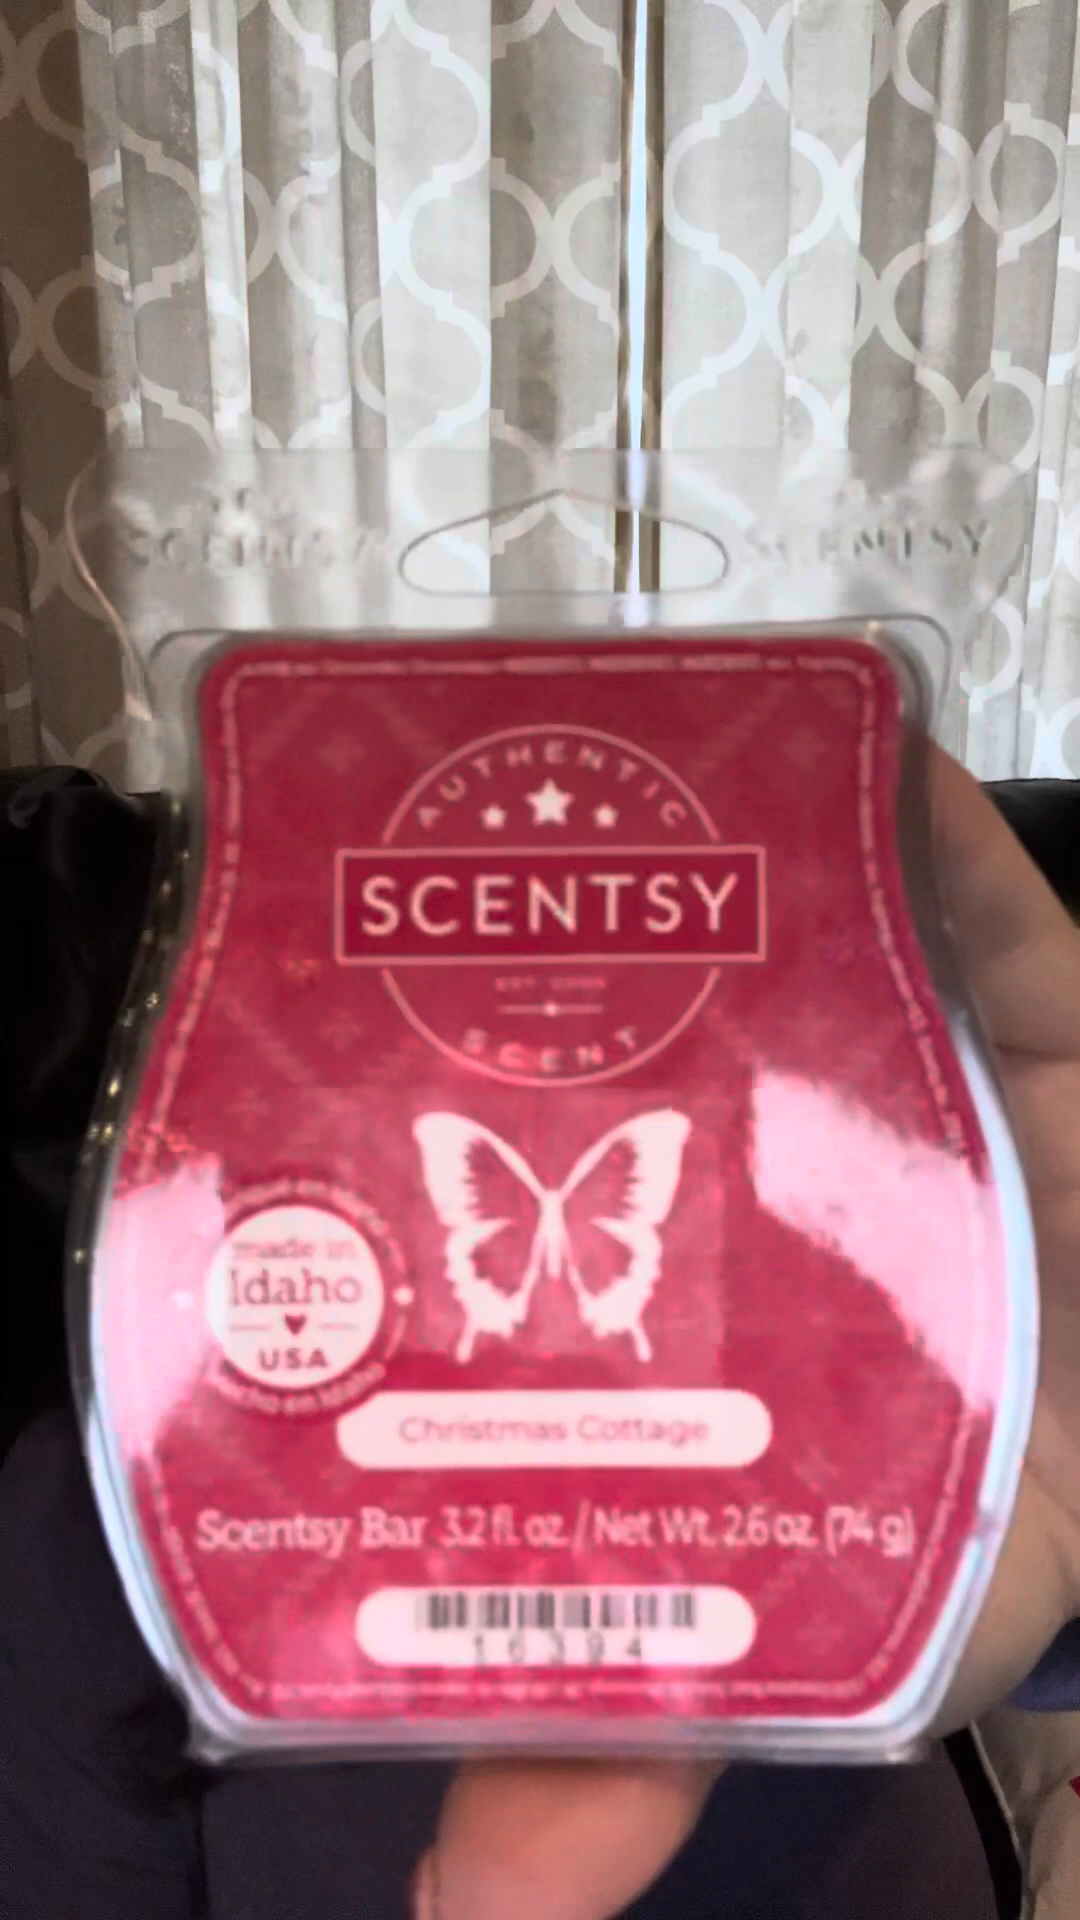 SCENTSY
AUTHENTIC
SCENTSY
SCENT
made in
Idaho
USA
Christmas Cottage
Scentsy Bar 3.2 fl. oz. / Net Wt. 2.6 oz. (74 g)
16394